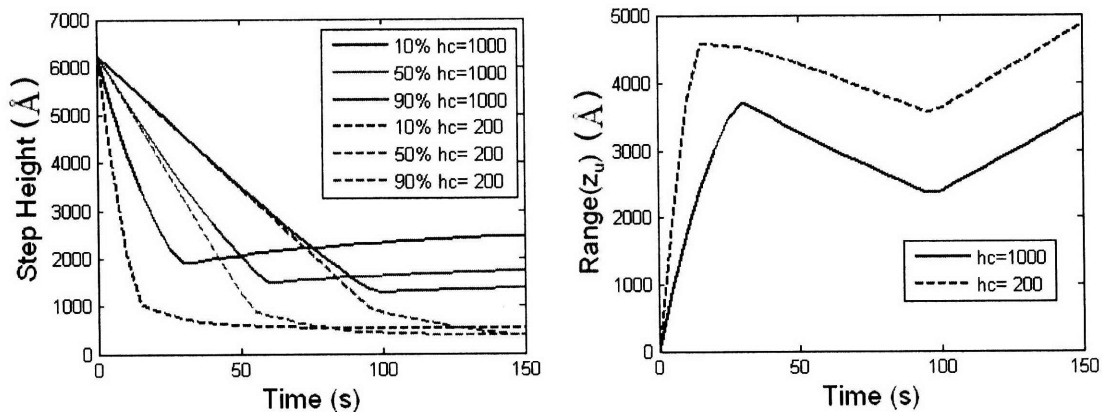 7000
6000
5000
4000
3000
2000
1000
0
Step Height (Å)
10% hc=1000
50% hc=1000
90% hc=1000
10% hc= 200
50% hc= 200
90% hc= 200
0 50 100 150
Time (s)
5000
4000
3000
2000
1000
0
Range(z_u) (Å)
hc=1000
hc= 200
0 50 100 150
Time (s)